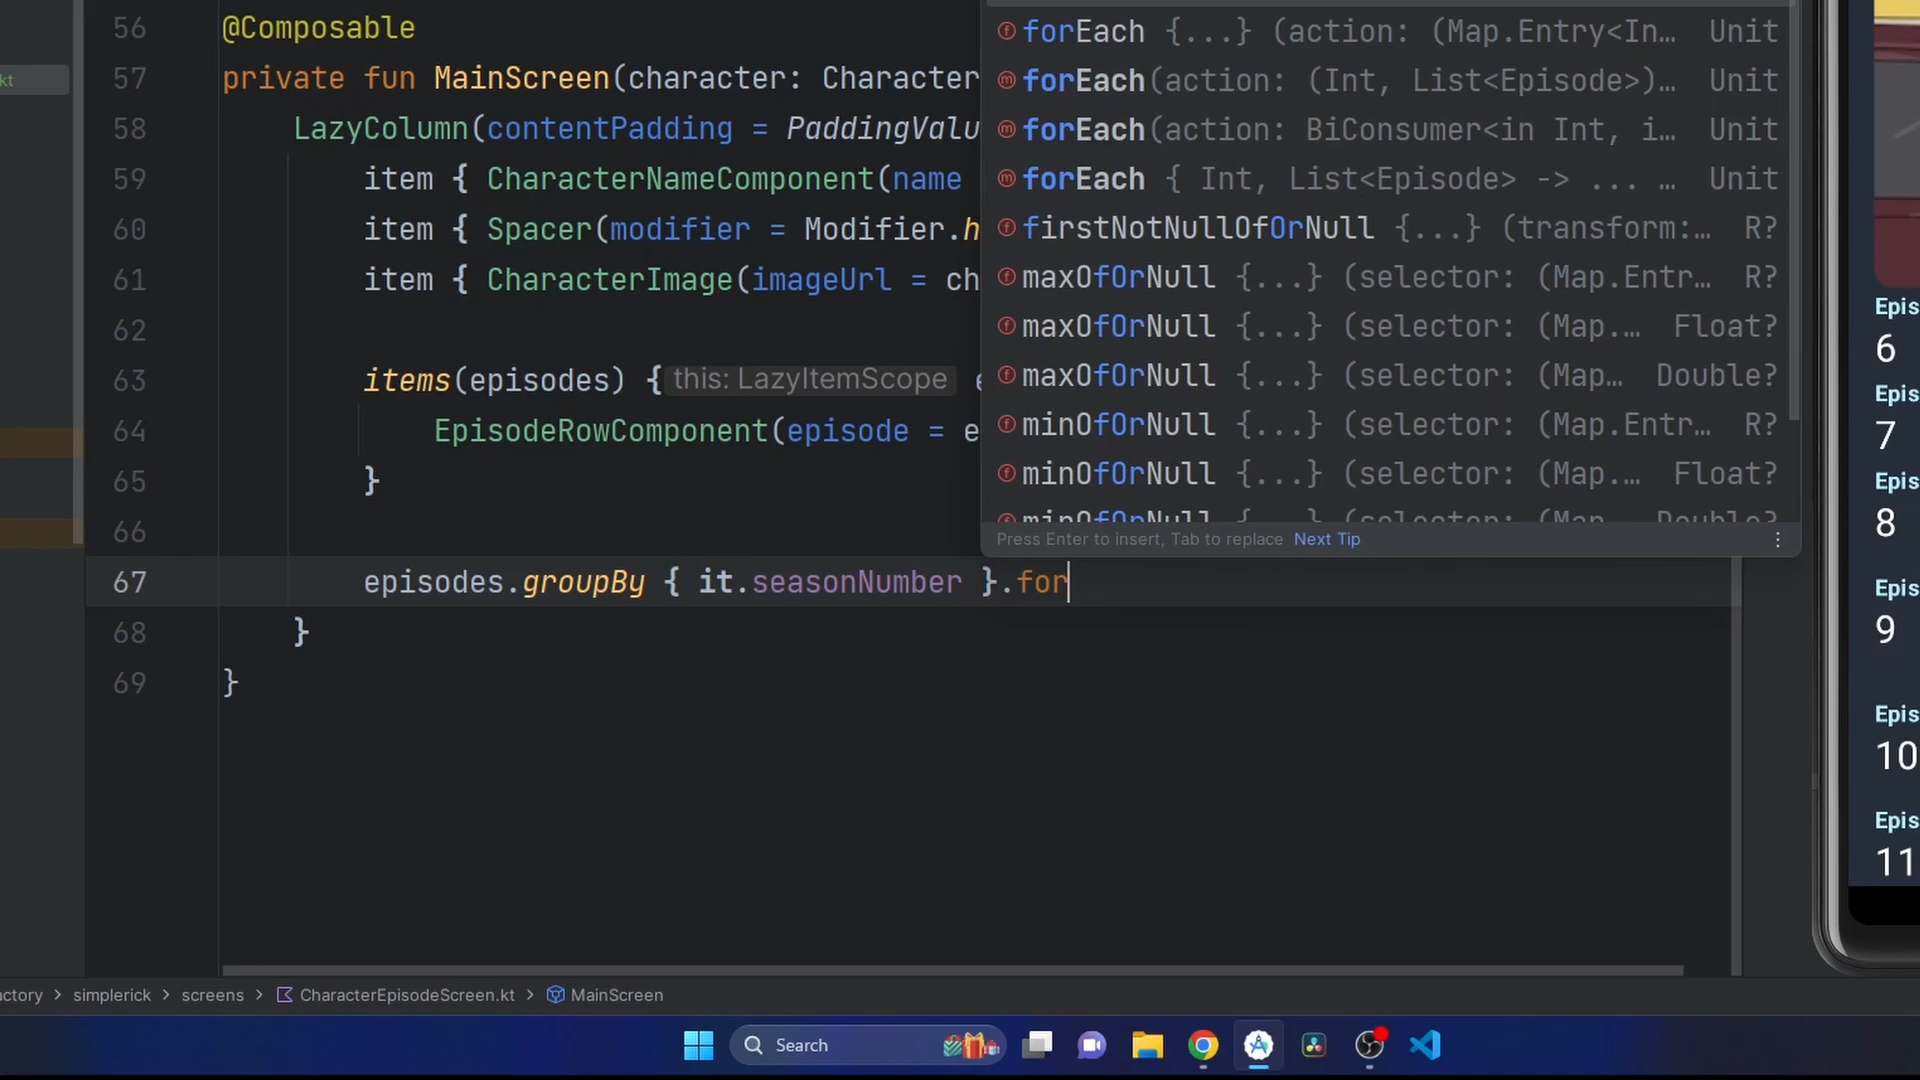 56 @Composable
57 private fun MainScreen(character: Character
58 LazyColumn(contentPadding = PaddingValu
59 item { CharacterNameComponent(name
60 item { Spacer(modifier = Modifier.h
61 item { CharacterImage(imageUrl = ch
62
63 items(episodes) { this: LazyItemScope e
64 EpisodeRowComponent(episode = e
65 }
66
67 episodes.groupBy { it.seasonNumber }.for
68 }
69 }
kt
forEach {...} (action: (Map.Entry<In… Unit
forEach(action: (Int, List<Episode>)… Unit
forEach(action: BiConsumer<in Int, i… Unit
forEach { Int, List<Episode> -> ... … Unit
firstNotNullOfOrNull {...} (transform:… R?
maxOfOrNull {...} (selector: (Map.Entr… R?
maxOfOrNull {...} (selector: (Map.… Float?
maxOfOrNull {...} (selector: (Map… Double?
minOfOrNull {...} (selector: (Map.Entr… R?
minOfOrNull {...} (selector: (Map.… Float?
minOfOrNull {...} (selector: (Map… Double?
Press Enter to insert, Tab to replace Next Tip
Epis
6
Epis
7
Epis
8
Epis
9
Epis
10
Epis
11
actory > simplerick > screens > CharacterEpisodeScreen.kt > MainScreen
Search